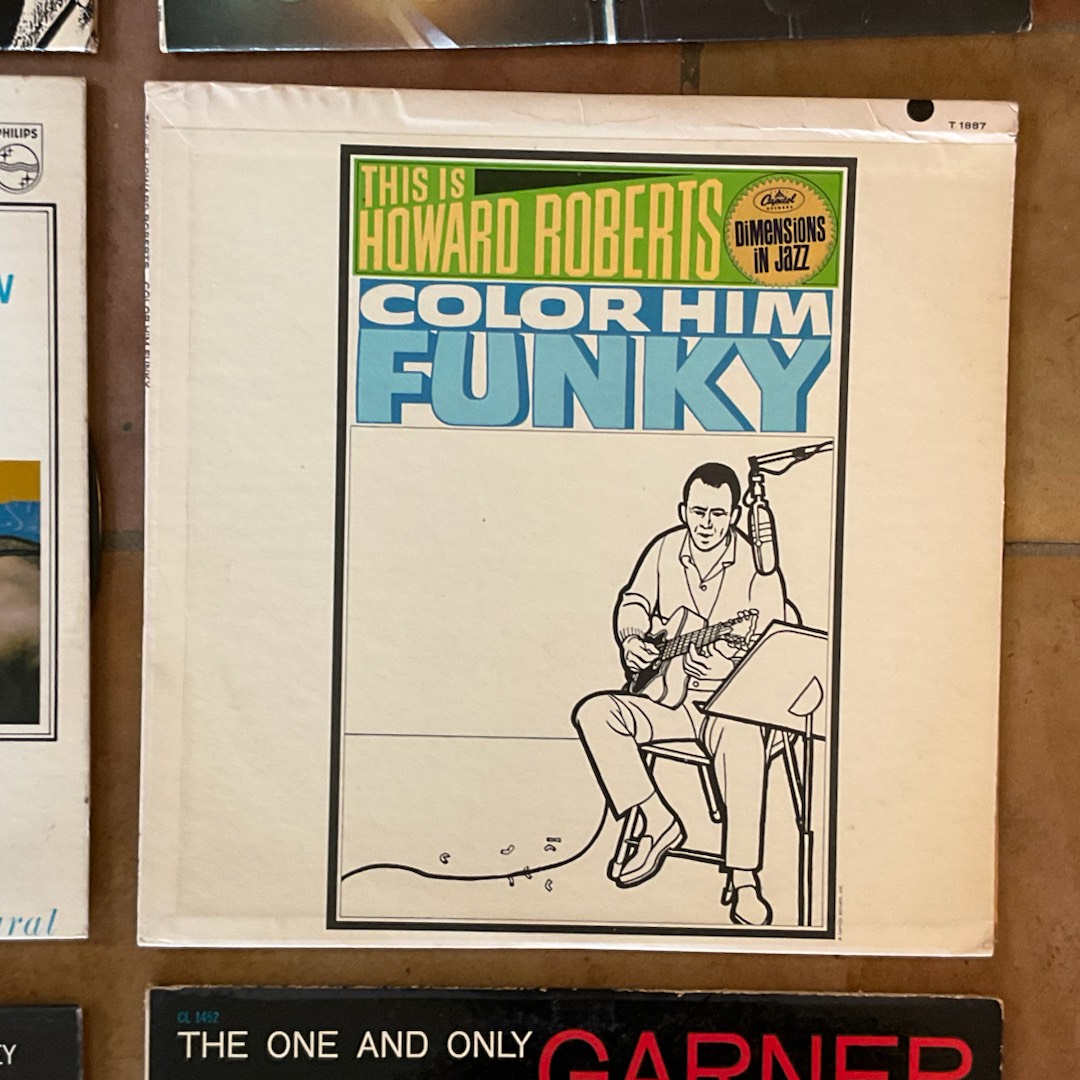 PHILIPS
T 1887
THIS IS
HOWARD ROBERTS
Capitol
RECORDS
DIMENSIONS
IN JAZZ
COLOR HIM
FUNKY
CL 1452
THE ONE AND ONLY GARNER